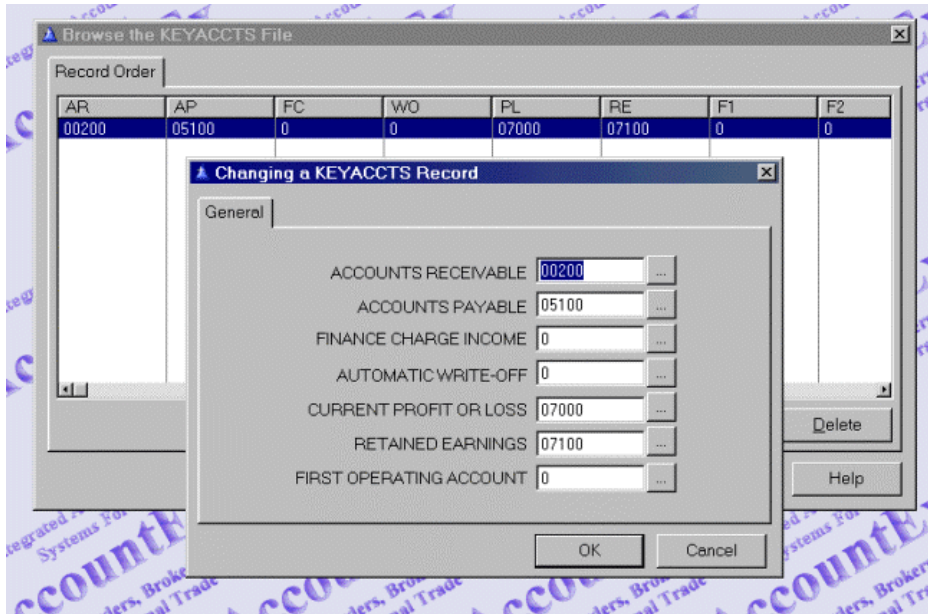 Browse the KEYACCTS File
Record Order
AR AP FC WO PL RE F1 F2
00200 05100 0 0 07000 07100 0 0
Changing a KEYACCTS Record
General
ACCOUNTS RECEIVABLE 00200 ...
ACCOUNTS PAYABLE 05100 ...
FINANCE CHARGE INCOME 0 ...
AUTOMATIC WRITE-OFF 0 ...
CURRENT PROFIT OR LOSS 07000 ...
RETAINED EARNINGS 07100 ...
FIRST OPERATING ACCOUNT 0 ...
Delete
Help
OK Cancel
Systems For